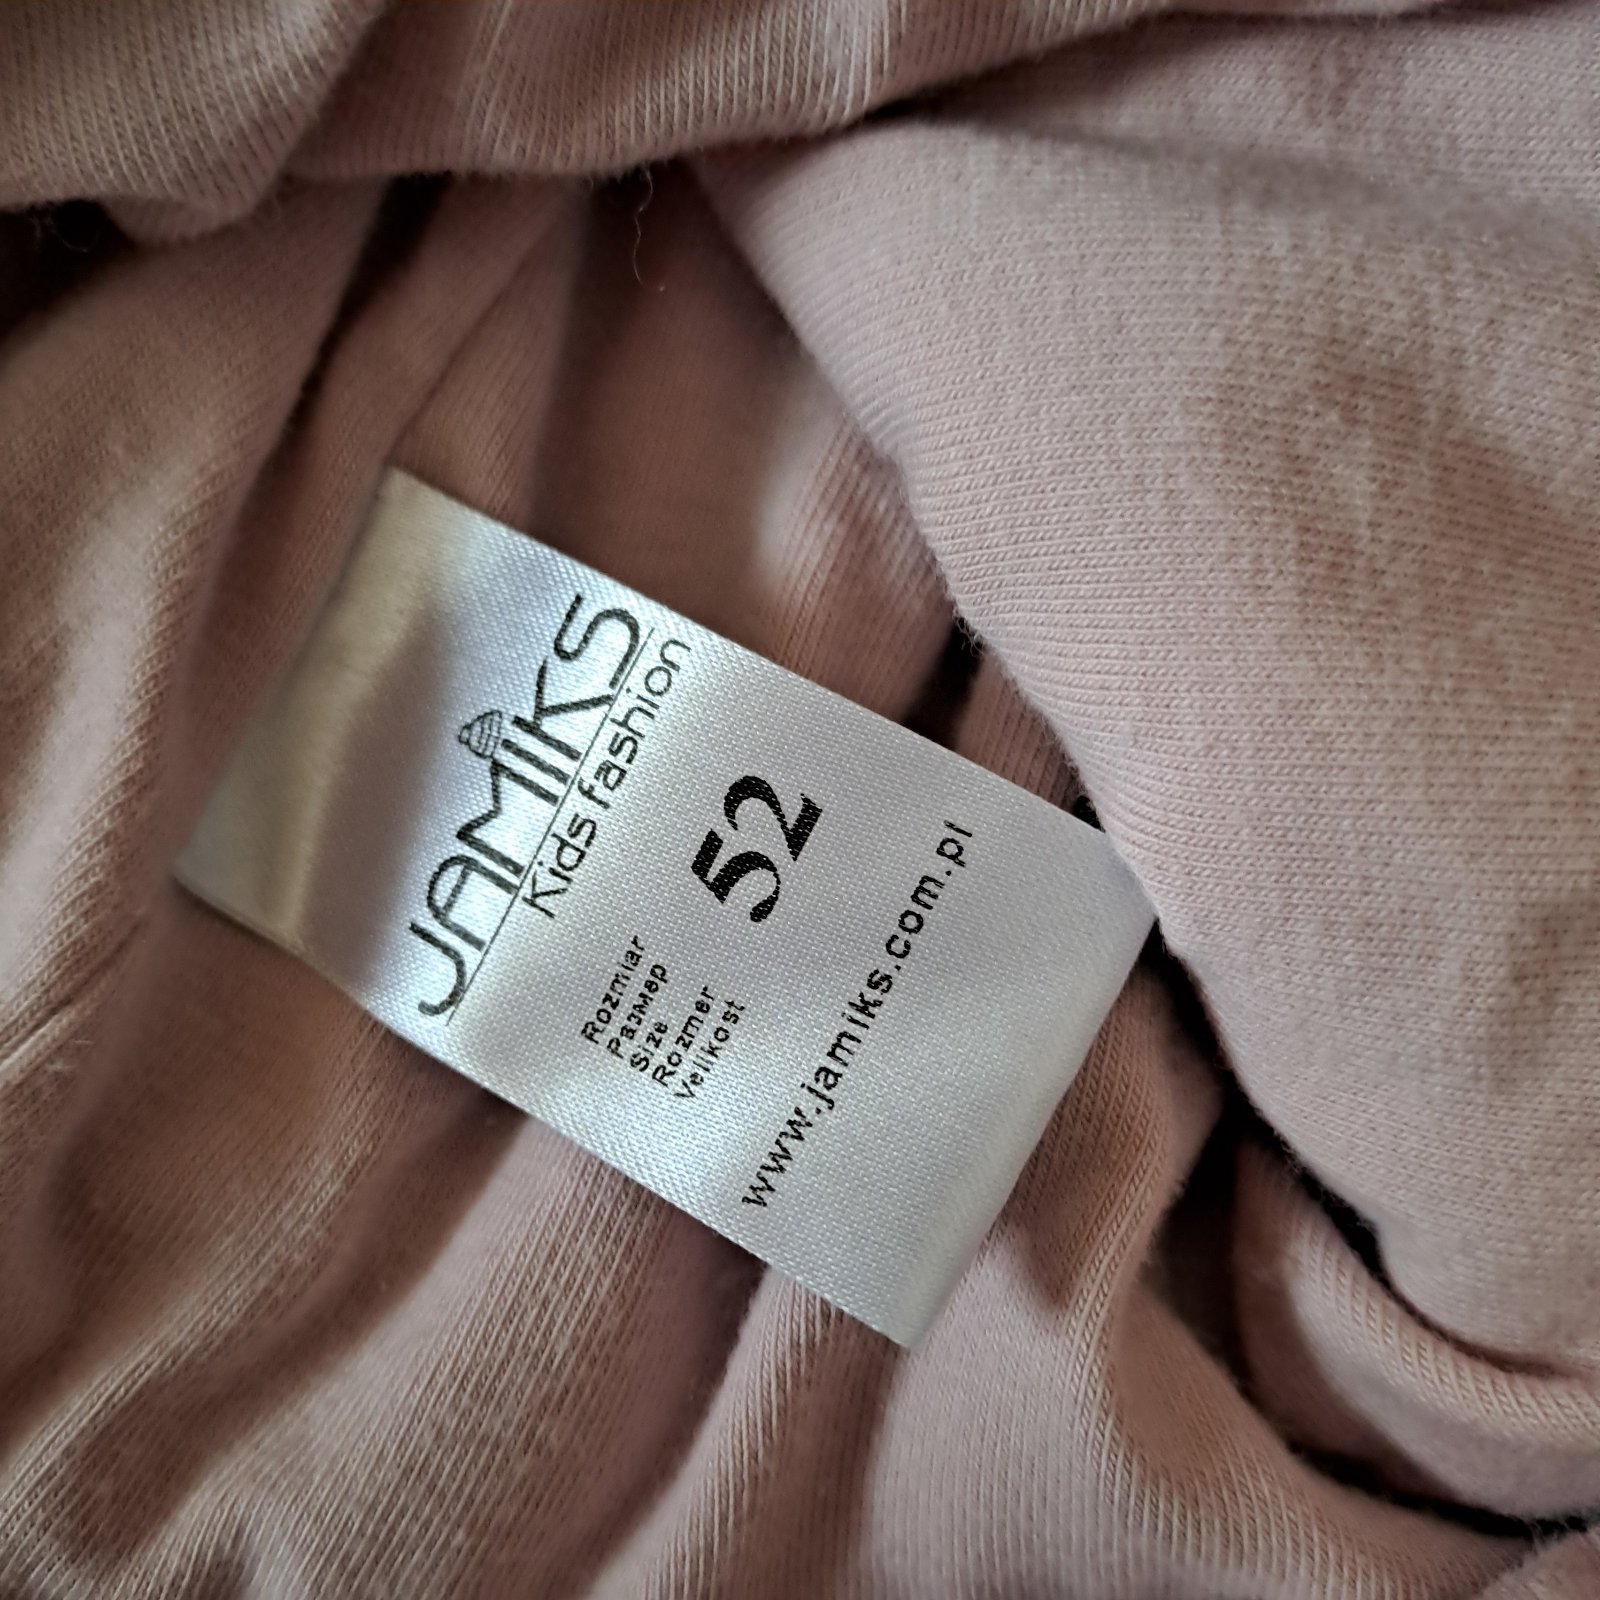 JAMIKS
Kids fashion
Rozmiar
Размер
Size
Rozmer
Velikost
52
www.jamiks.com.pl